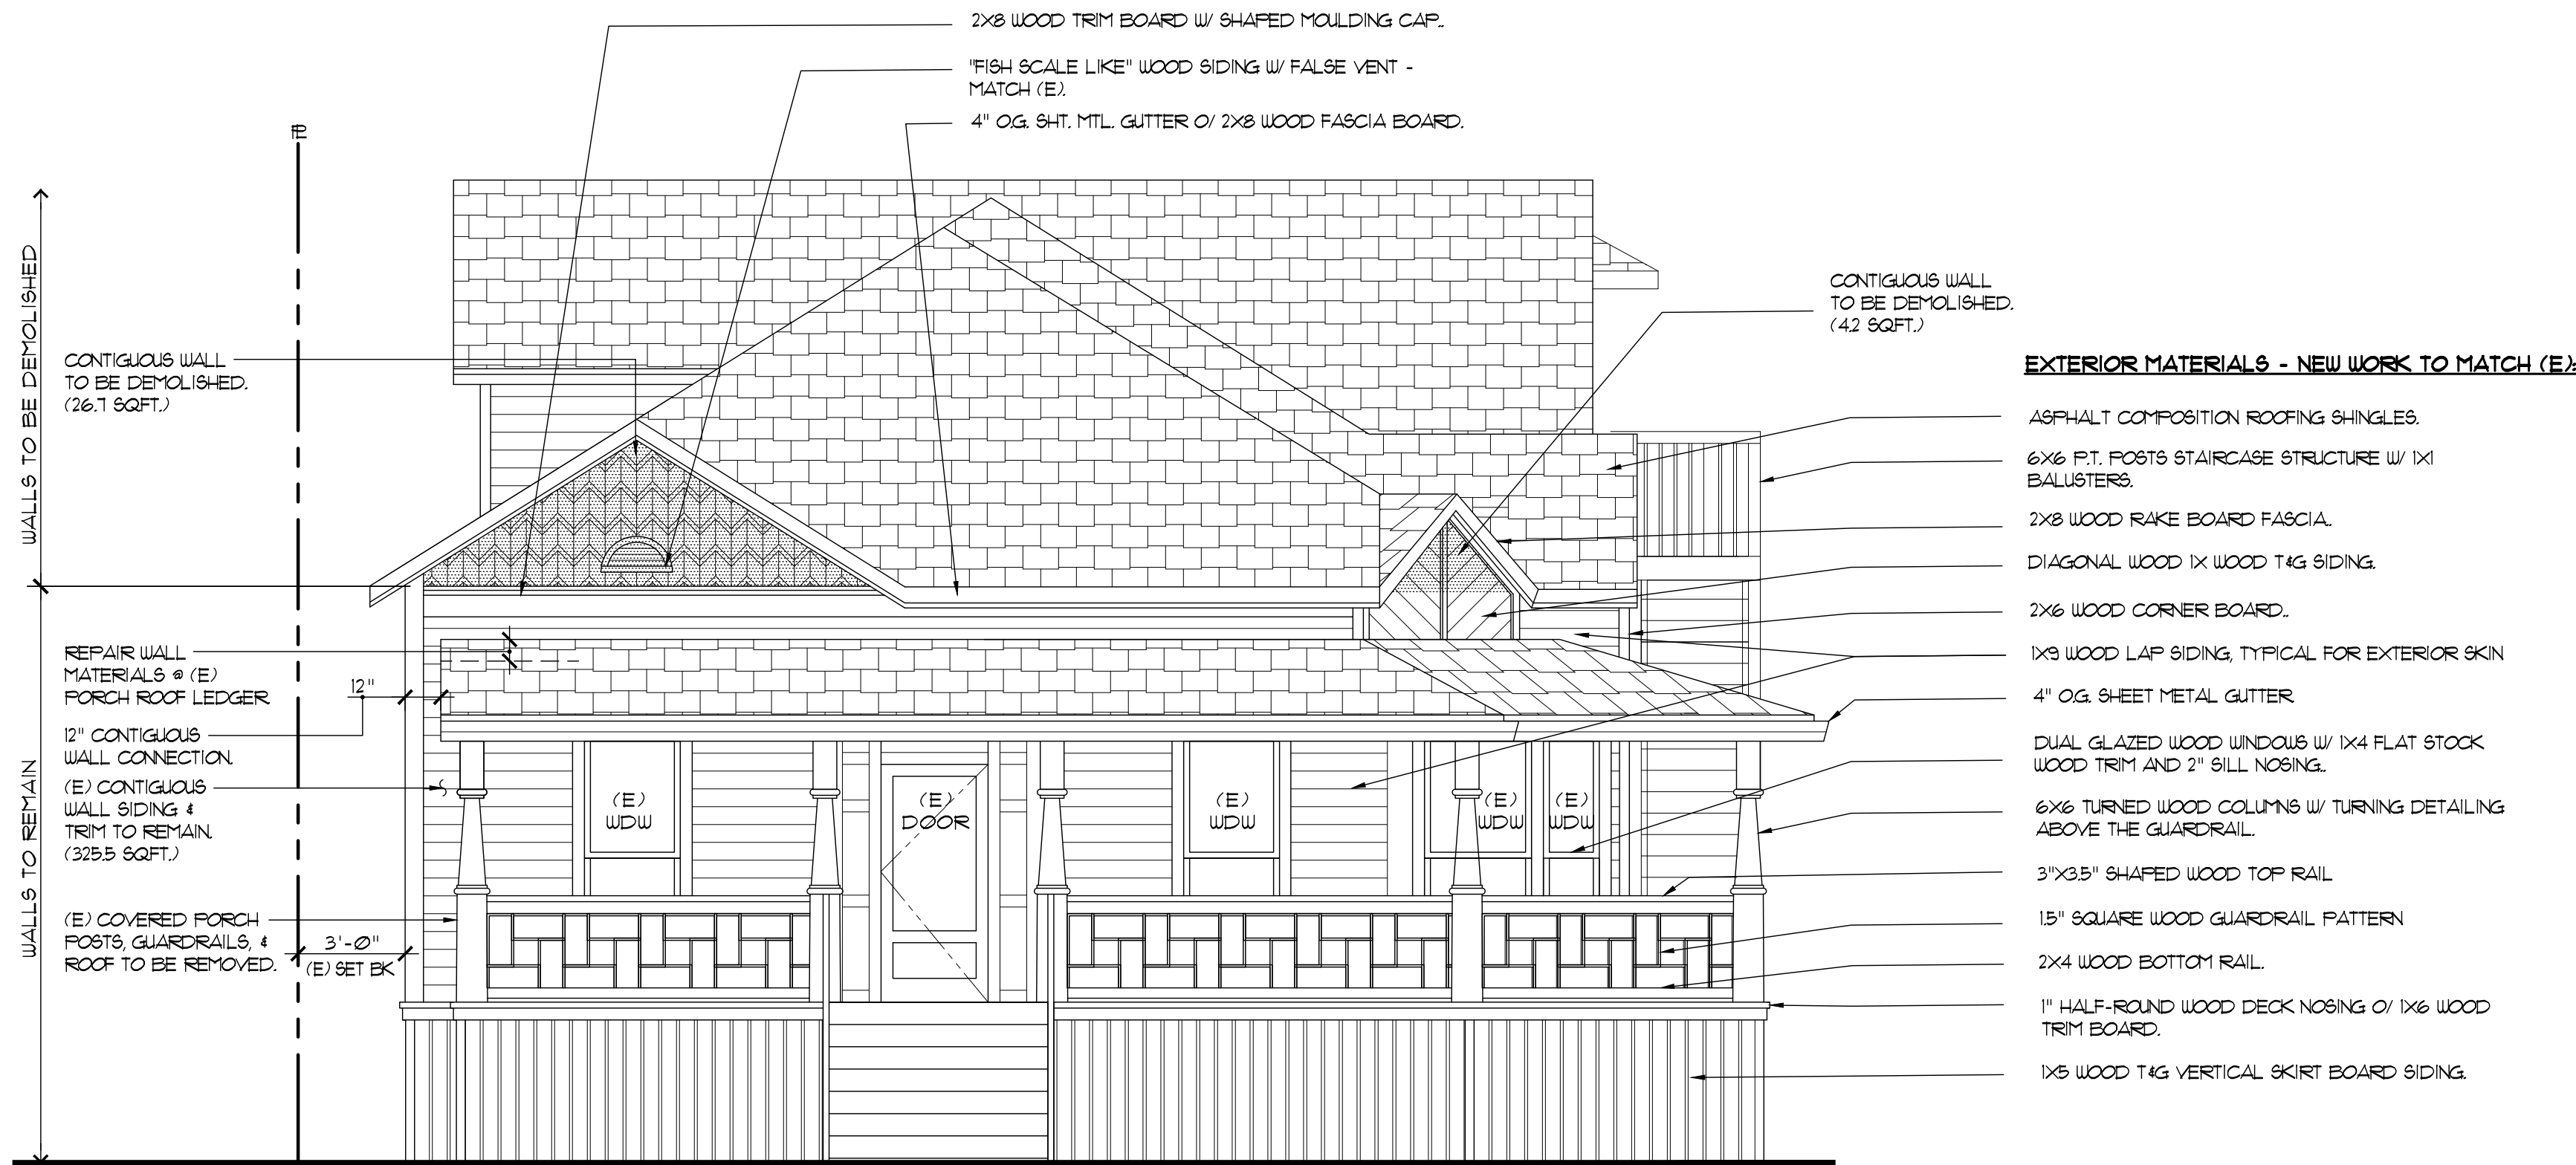 2X8 WOOD TRIM BOARD W/ SHAPED MOULDING CAP..
"FISH SCALE LIKE" WOOD SIDING W/ FALSE VENT -
MATCH (E).
4" O.G. SHT. MTL. GUTTER O/ 2X8 WOOD FASCIA BOARD.
PL
WALLS TO BE DEMOLISHED
CONTIGUOUS WALL
TO BE DEMOLISHED.
(26.7 SQFT.)
CONTIGUOUS WALL
TO BE DEMOLISHED.
(4.2 SQFT.)
WALLS TO REMAIN
REPAIR WALL
MATERIALS @ (E)
PORCH ROOF LEDGER
12"
12" CONTIGUOUS
WALL CONNECTION.
(E) CONTIGUOUS
WALL SIDING &
TRIM TO REMAIN.
(325.5 SQFT.)
(E) COVERED PORCH
POSTS, GUARDRAILS, &
ROOF TO BE REMOVED.
3'-0"
(E) SET BK
(E)
WDW
(E)
DOOR
(E)
WDW
(E)
WDW
(E)
WDW
EXTERIOR MATERIALS - NEW WORK TO MATCH (E):
ASPHALT COMPOSITION ROOFING SHINGLES.
6X6 P.T. POSTS STAIRCASE STRUCTURE W/ 1X1
BALUSTERS.
2X8 WOOD RAKE BOARD FASCIA..
DIAGONAL WOOD 1X WOOD T&G SIDING.
2X6 WOOD CORNER BOARD..
1X9 WOOD LAP SIDING, TYPICAL FOR EXTERIOR SKIN
4" O.G. SHEET METAL GUTTER
DUAL GLAZED WOOD WINDOWS W/ 1X4 FLAT STOCK
WOOD TRIM AND 2" SILL NOSING..
6X6 TURNED WOOD COLUMNS W/ TURNING DETAILING
ABOVE THE GUARDRAIL.
3"X3.5" SHAPED WOOD TOP RAIL
1.5" SQUARE WOOD GUARDRAIL PATTERN
2X4 WOOD BOTTOM RAIL.
1" HALF-ROUND WOOD DECK NOSING O/ 1X6 WOOD
TRIM BOARD.
1X5 WOOD T&G VERTICAL SKIRT BOARD SIDING.